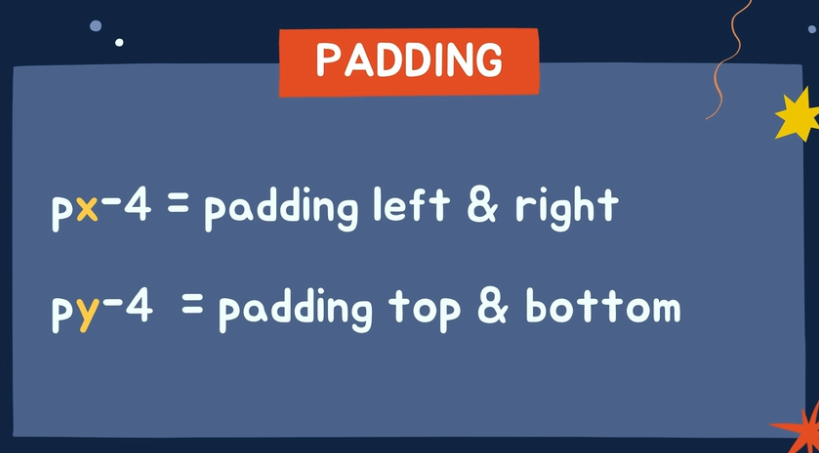 PADDING
px-4 = padding left & right
py-4 = padding top & bottom